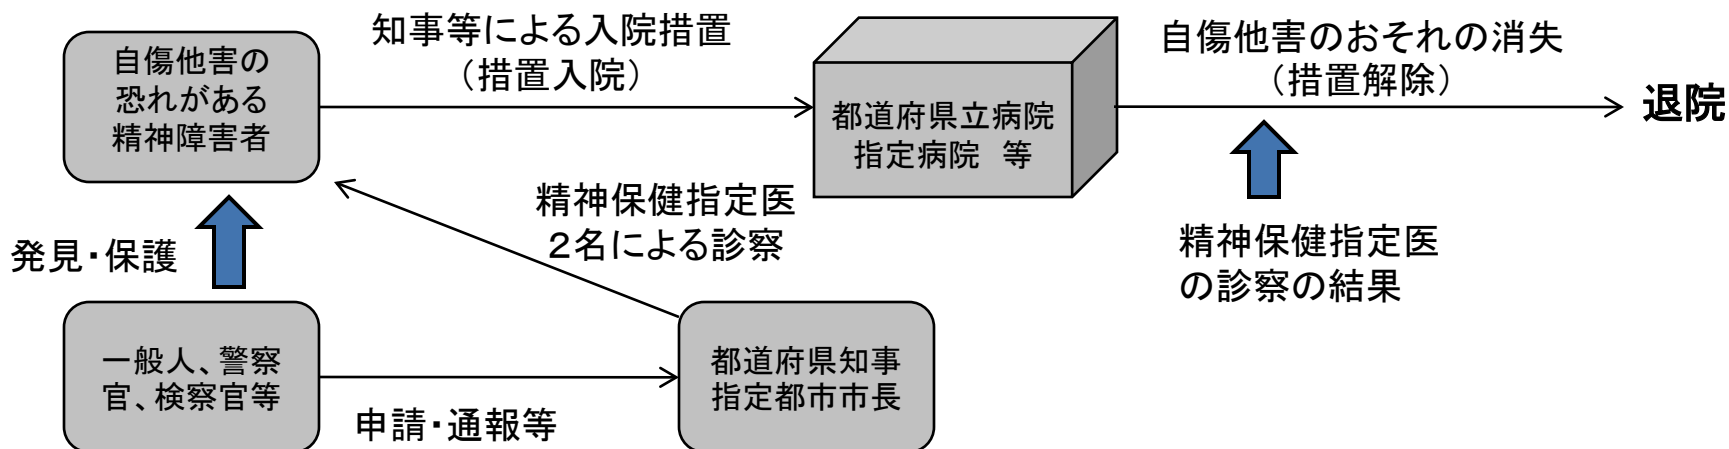 自傷他害の
恐れがある
精神障害者
知事等による入院措置
（措置入院）
都道府県立病院
指定病院　等
自傷他害のおそれの消失
（措置解除）
退院
発見・保護
精神保健指定医
２名による診察
精神保健指定医
の診察の結果
一般人、警察
官、検察官等
申請・通報等
都道府県知事
指定都市市長